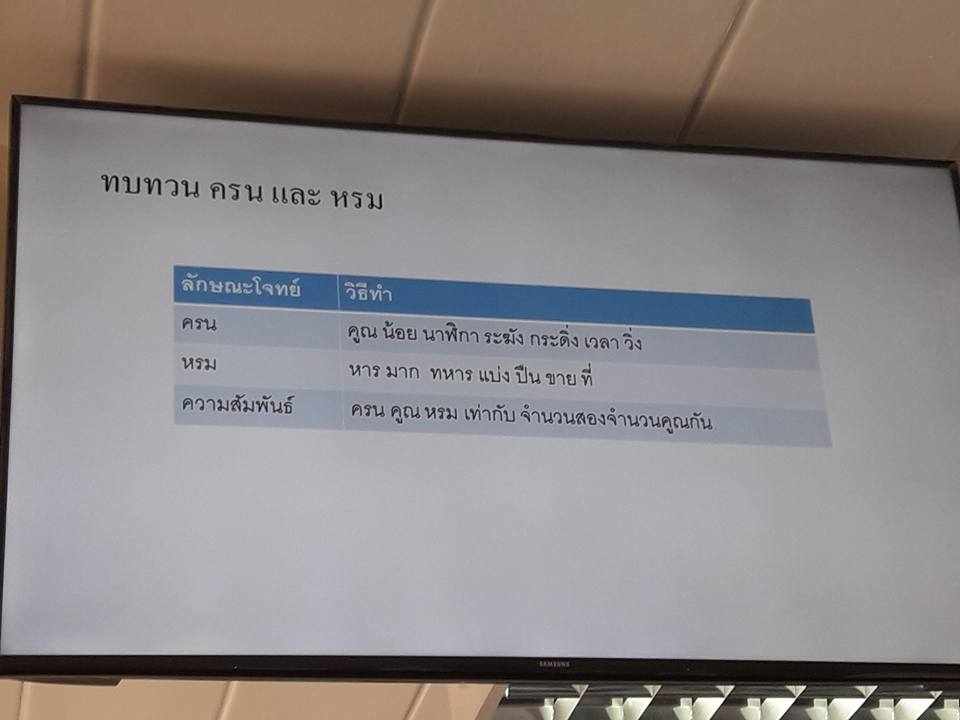 ทบทวน ครน และ หรม
ลักษณะโจทย์ วิธีทำ
ครน คูณ น้อย นาฬิกา ระฆัง กระดิ่ง เวลา วิ่ง
หรม หาร มาก ทหาร แบ่ง ปืน ขาย ที่
ความสัมพันธ์ ครน คูณ หรม เท่ากับ จำนวนสองจำนวนคูณกัน
SAMSUNG